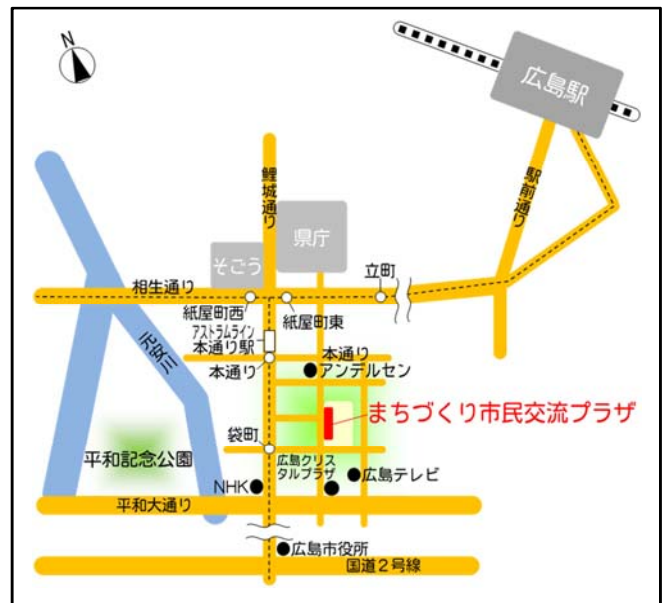 N
広島駅
鯉城通り
駅前通り
県庁
そごう
立町
相生通り
紙屋町西
紙屋町東
アストラムライン
本通り駅
本通り
本通り
アンデルセン
元安川
まちづくり市民交流プラザ
袋町
平和記念公園
広島クリス
タルプラザ
広島テレビ
NHK
平和大通り
広島市役所
国道2号線